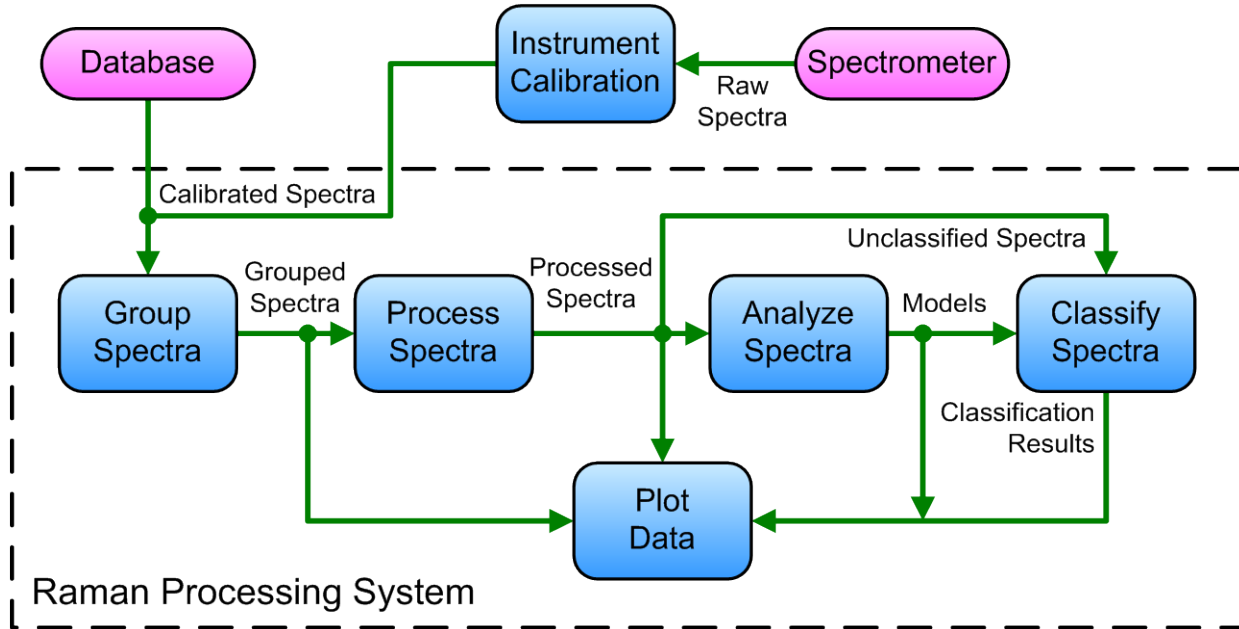 Database
Instrument
Calibration
Spectrometer
Raw
Spectra
Calibrated Spectra
Unclassified Spectra
Grouped
Spectra
Processed
Spectra
Models
Group
Spectra
Process
Spectra
Analyze
Spectra
Classify
Spectra
Classification
Results
Plot
Data
Raman Processing System